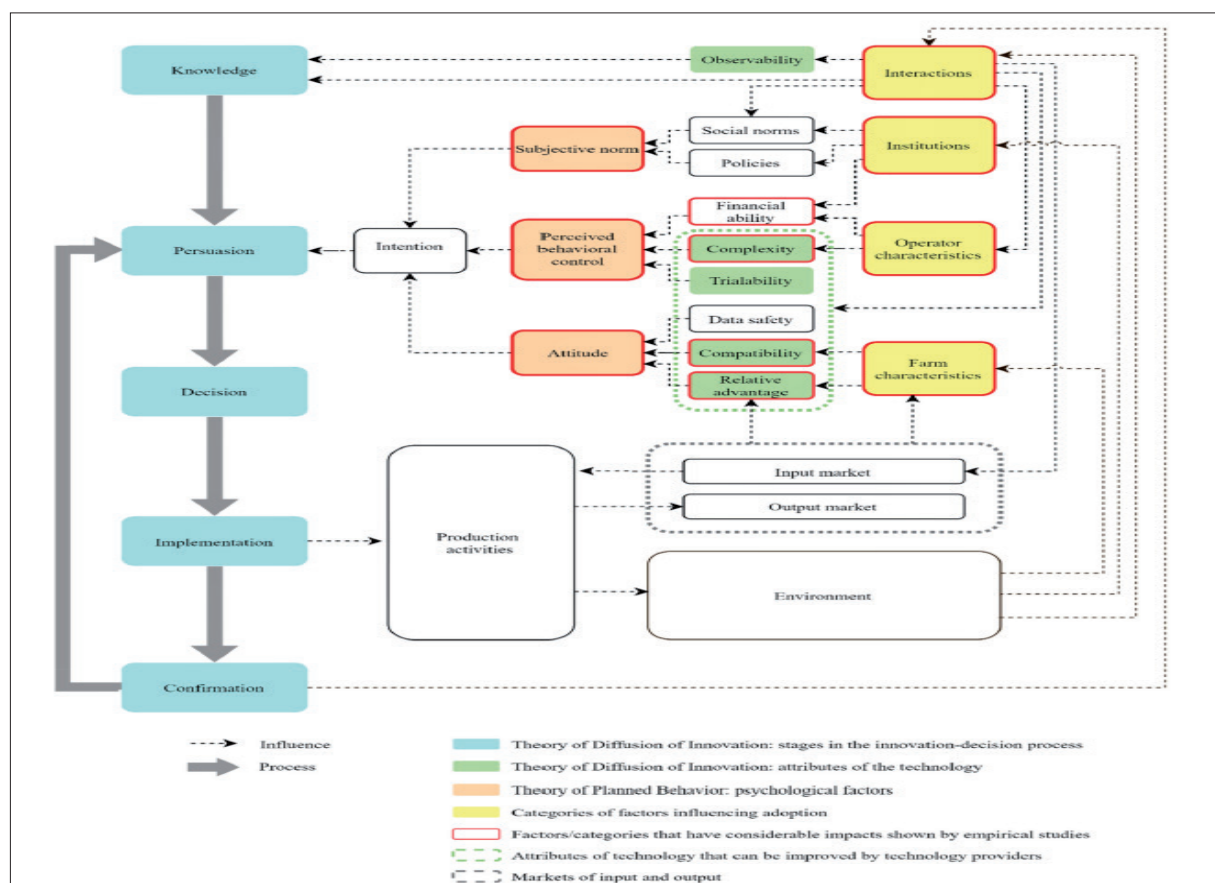 Knowledge
Observability
Interactions
Social norms
Subjective norm
Institutions
Policies
Financial
ability
Intention
Perceived
behavioral
control
Persuasion
Complexity
Operator
characteristics
Trialability
Data safety
Attitude
Compatibility
Farm
characteristics
Relative
advantage
Decision
Input market
Output market
Implementation
Production
activities
Environment
Confirmation
Influence
Process
Theory of Diffusion of Innovation: stages in the innovation-decision process
Theory of Diffusion of Innovation: attributes of the technology
Theory of Planned Behavior: psychological factors
Categories of factors influencing adoption
Factors/categories that have considerable impacts shown by empirical studies
Attributes of technology that can be improved by technology providers
Markets of input and output